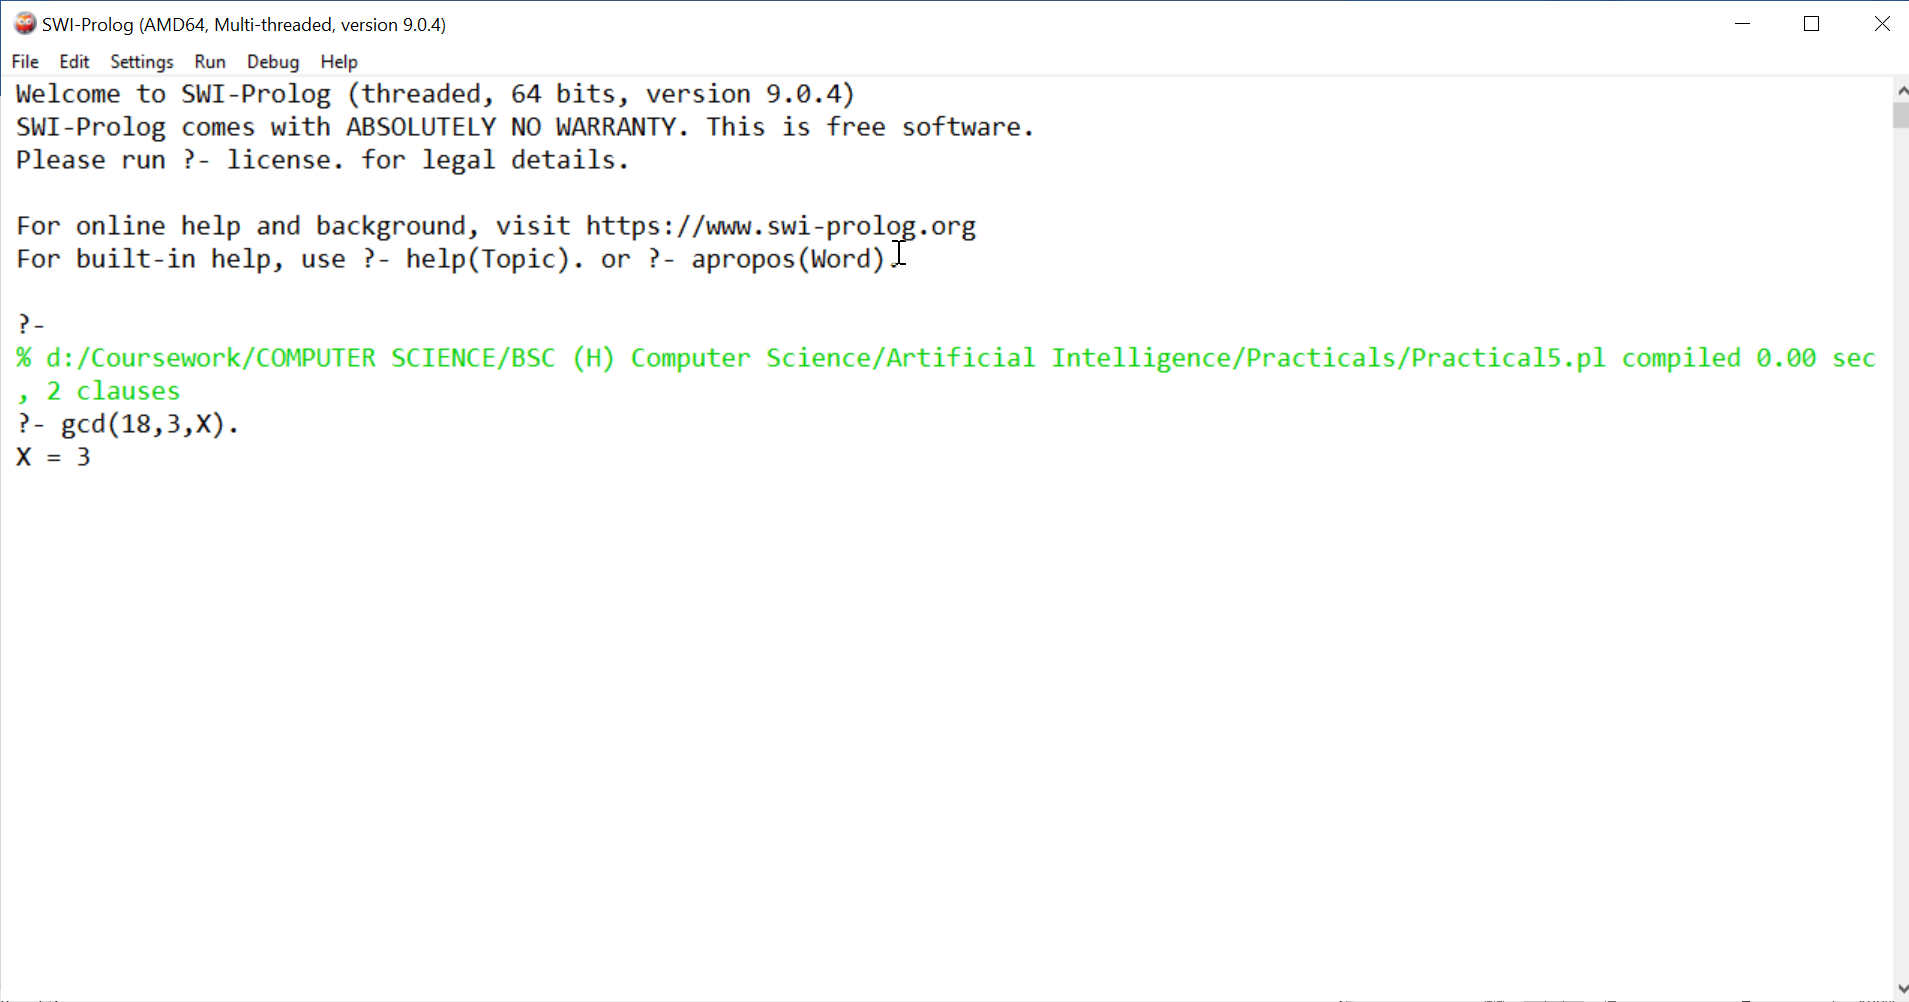 SWI-Prolog (AMD64, Multi-threaded, version 9.0.4)
File Edit Settings Run Debug Help
Welcome to SWI-Prolog (threaded, 64 bits, version 9.0.4)
SWI-Prolog comes with ABSOLUTELY NO WARRANTY. This is free software.
Please run ?- license. for legal details.
For online help and background, visit https://www.swi-prolog.org
For built-in help, use ?- help(Topic). or ?- apropos(Word).
?-
% d:/Coursework/COMPUTER SCIENCE/BSC (H) Computer Science/Artificial Intelligence/Practicals/Practical5.pl compiled 0.00 sec
, 2 clauses
?- gcd(18,3,X).
X = 3